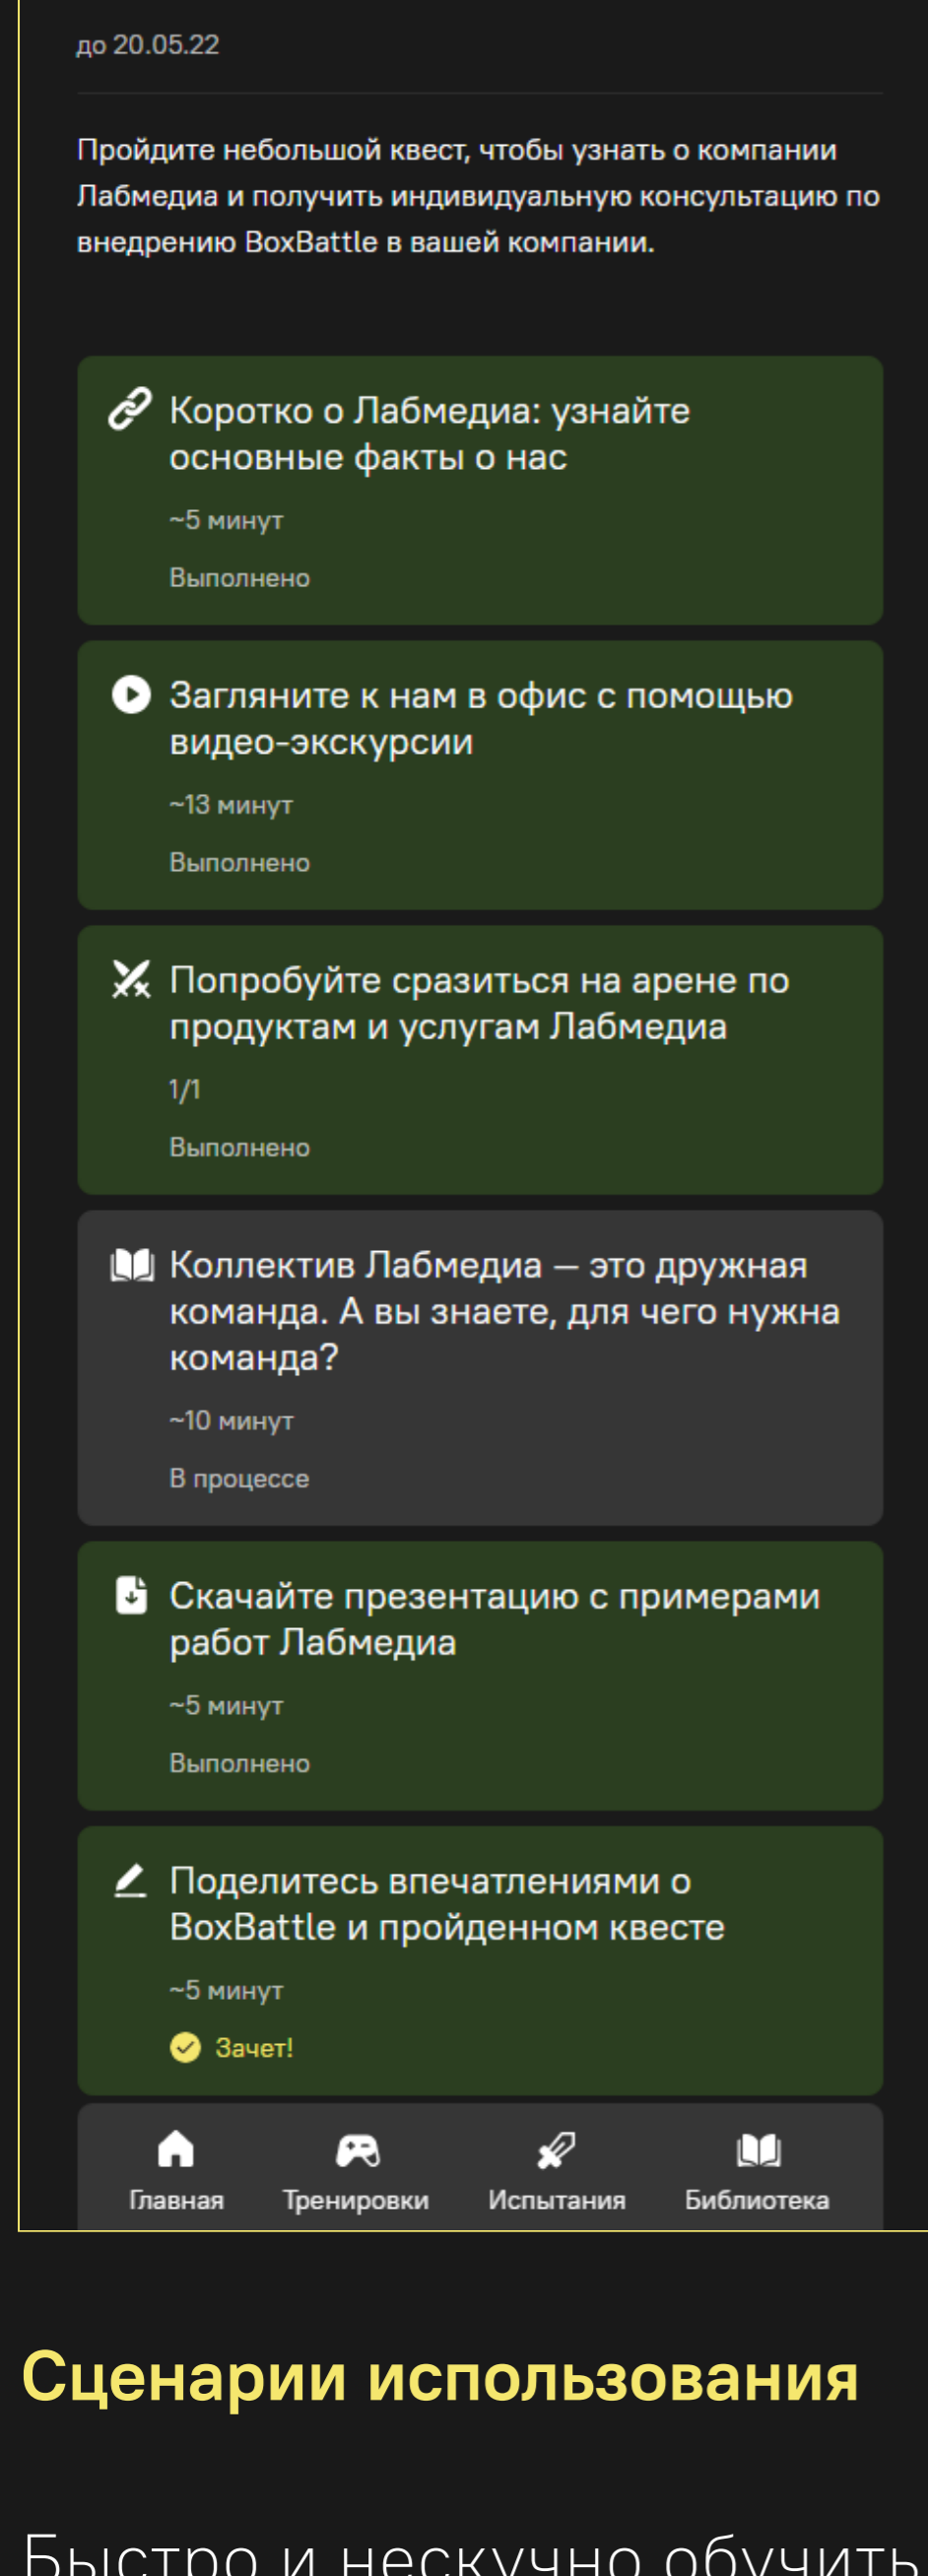 до 20.05.22
Пройдите небольшой квест, чтобы узнать о компании
Лабмедиа и получить индивидуальную консультацию по
внедрению BoxBattle в вашей компании.
Коротко о Лабмедиа: узнайте
основные факты о нас
~5 минут
Выполнено
Загляните к нам в офис с помощью
видео-экскурсии
~13 минут
Выполнено
Попробуйте сразиться на арене по
продуктам и услугам Лабмедиа
1/1
Выполнено
Коллектив Лабмедиа – это дружная
команда. А вы знаете, для чего нужна
команда?
~10 минут
В процессе
Скачайте презентацию с примерами
работ Лабмедиа
~5 минут
Выполнено
Поделитесь впечатлениями о
BoxBattle и пройденном квесте
~5 минут
Зачет!
Главная Тренировки Испытания Библиотека
Сценарии использования
Быстро и нескучно обучить